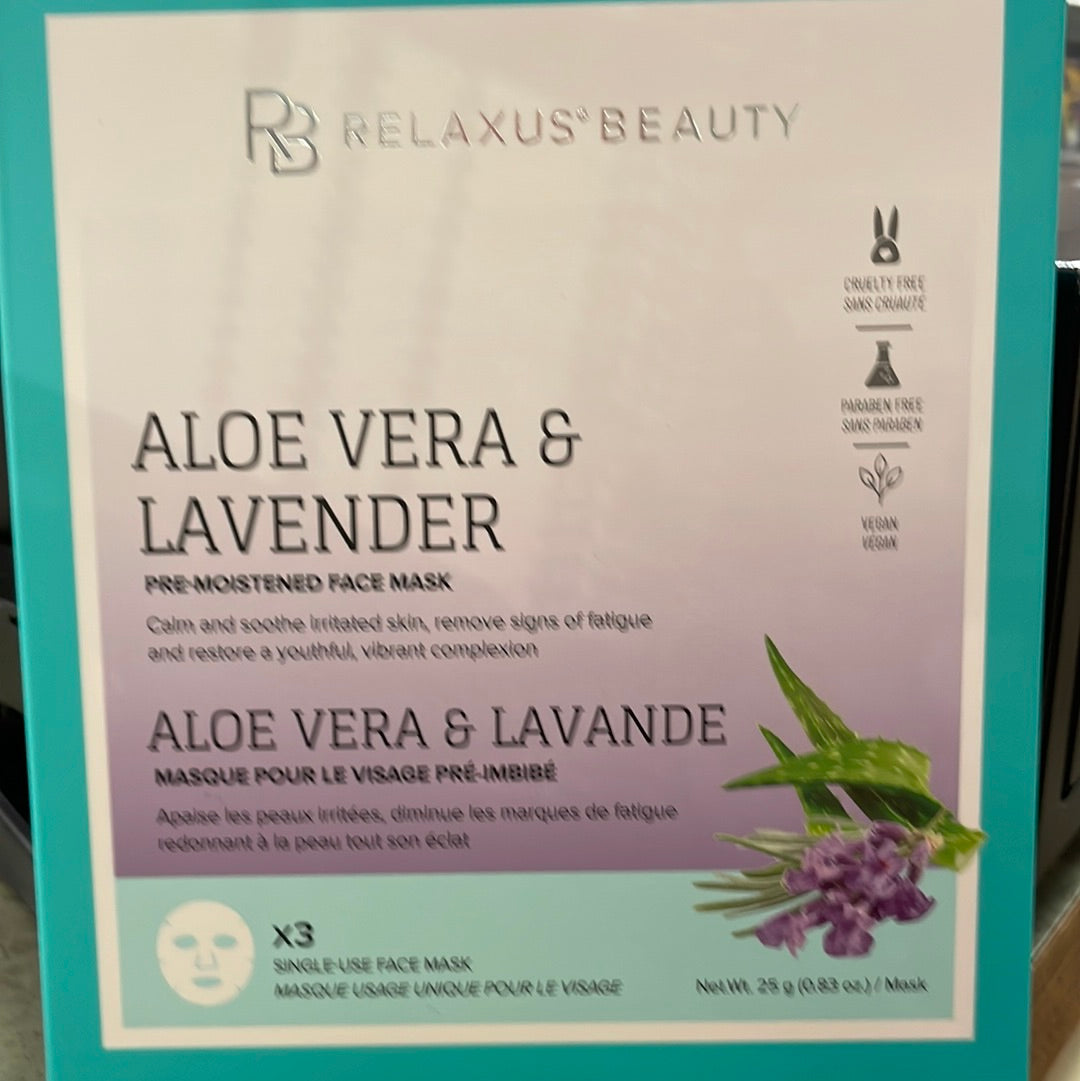 RB RELAXUS® BEAUTY
CRUELTY FREE
SANS CRUAUTÉ
PARABEN FREE
SANS PARABEN
VEGAN
VEGAN
ALOE VERA &
LAVENDER
PRE-MOISTENED FACE MASK
Calm and soothe irritated skin, remove signs of fatigue
and restore a youthful, vibrant complexion
ALOE VERA & LAVANDE
MASQUE POUR LE VISAGE PRÉ-IMBIBÉ
Apaise les peaux irritées, diminue les marques de fatigue
redonnant à la peau tout son éclat
x3
SINGLE-USE FACE MASK
MASQUE USAGE UNIQUE POUR LE VISAGE
Net.Wt. 25 g (0.83 oz.) / Mask